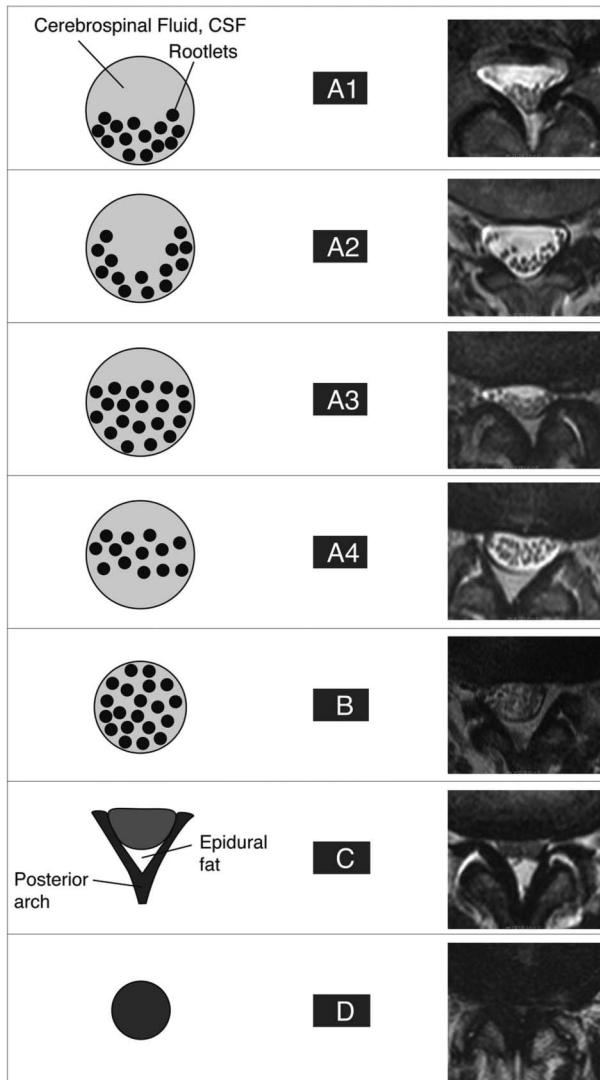 Cerebrospinal Fluid, CSF
Rootlets
A1
A2
A3
A4
B
Epidural
fat
C
Posterior
arch
D